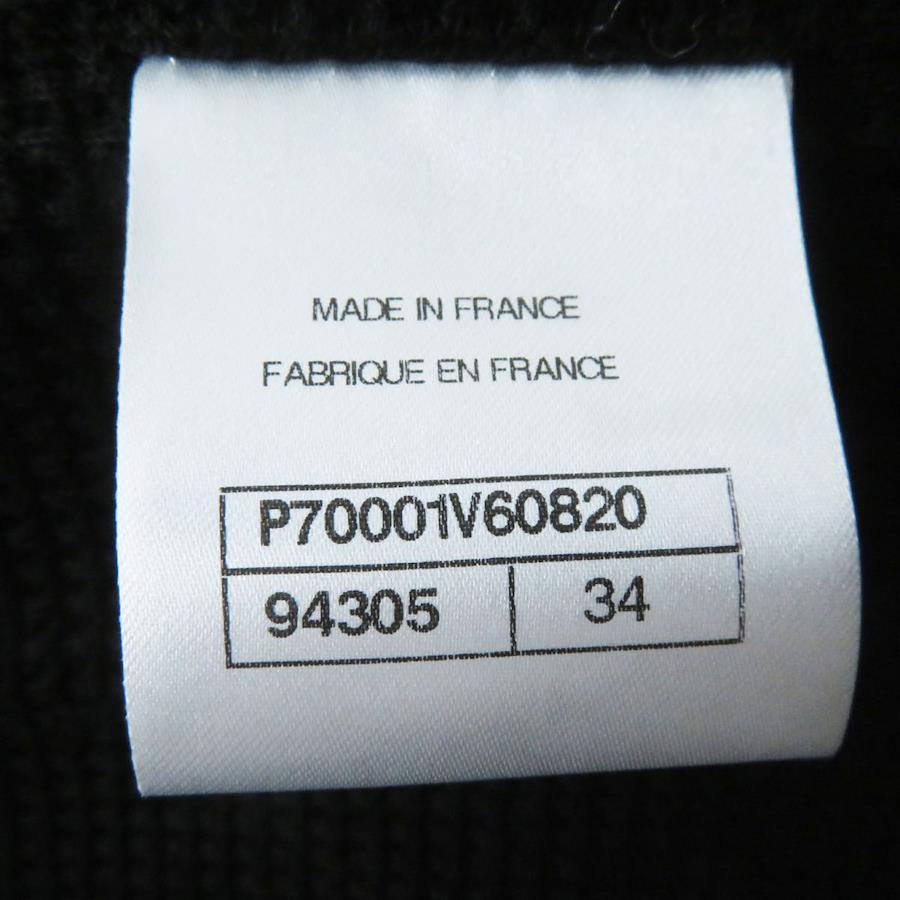 MADE IN FRANCE
FABRIQUE EN FRANCE
P70001V60820
94305 34